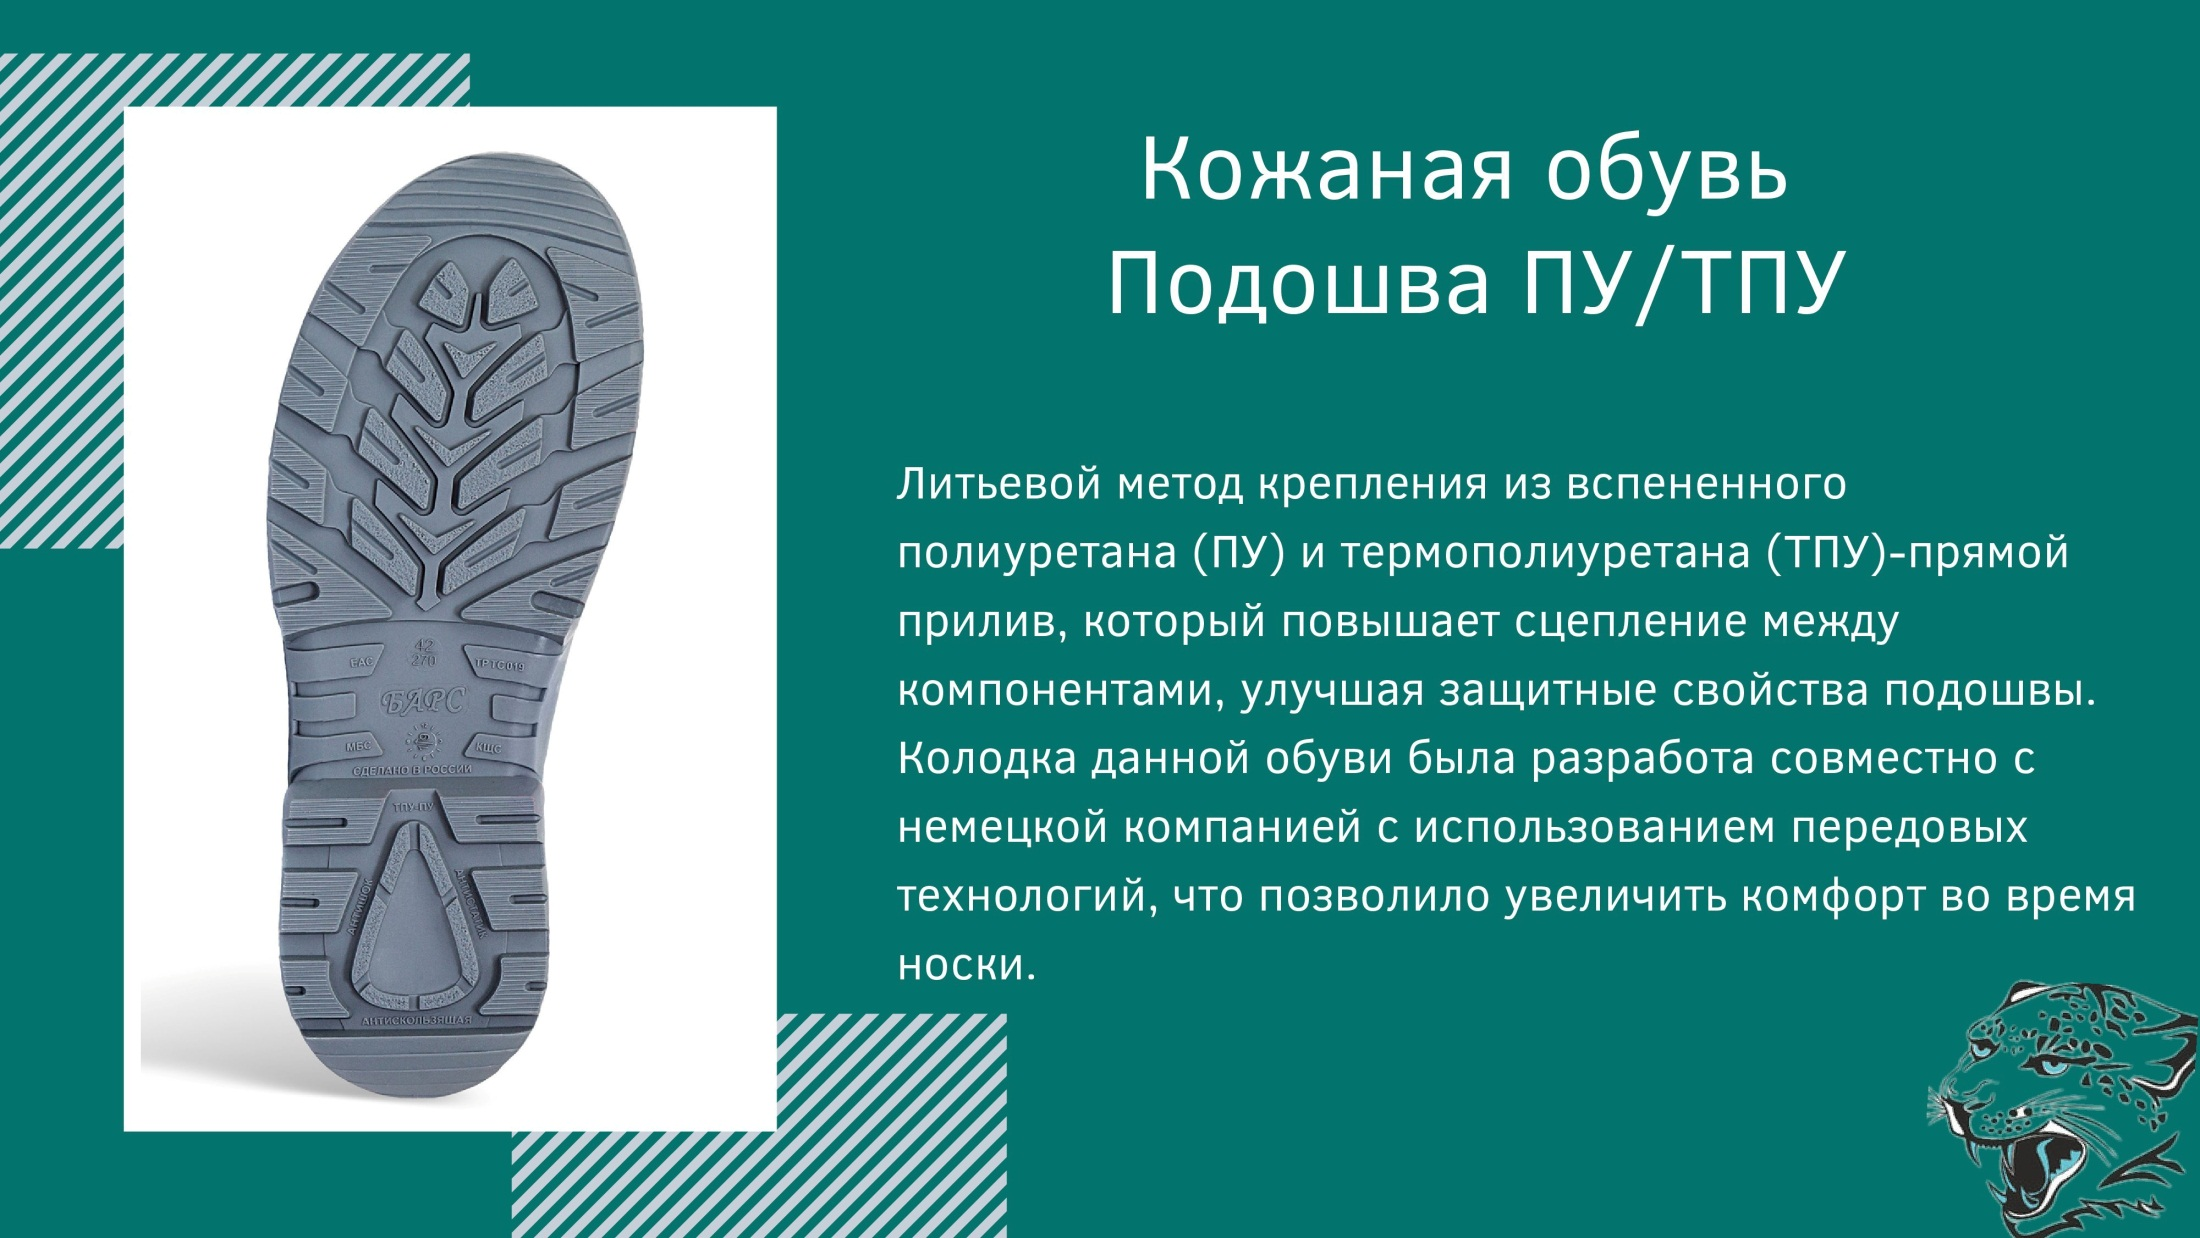 Кожаная обувь
Подошва ПУ/ТПУ
Литьевой метод крепления из вспененного
полиуретана (ПУ) и термополиуретана (ТПУ)-прямой
прилив, который повышает сцепление между
компонентами, улучшая защитные свойства подошвы.
Колодка данной обуви была разработа совместно с
немецкой компанией с использованием передовых
технологий, что позволило увеличить комфорт во время
носки.
42
270
ЕАС
ТРТС019
БАРС
МБС
КЩС
СДЕЛАНО В РОССИИ
ТПУ-ПУ
АНТИШОК
АНТИСТАТИК
АНТИСКОЛЬЗЯЩАЯ